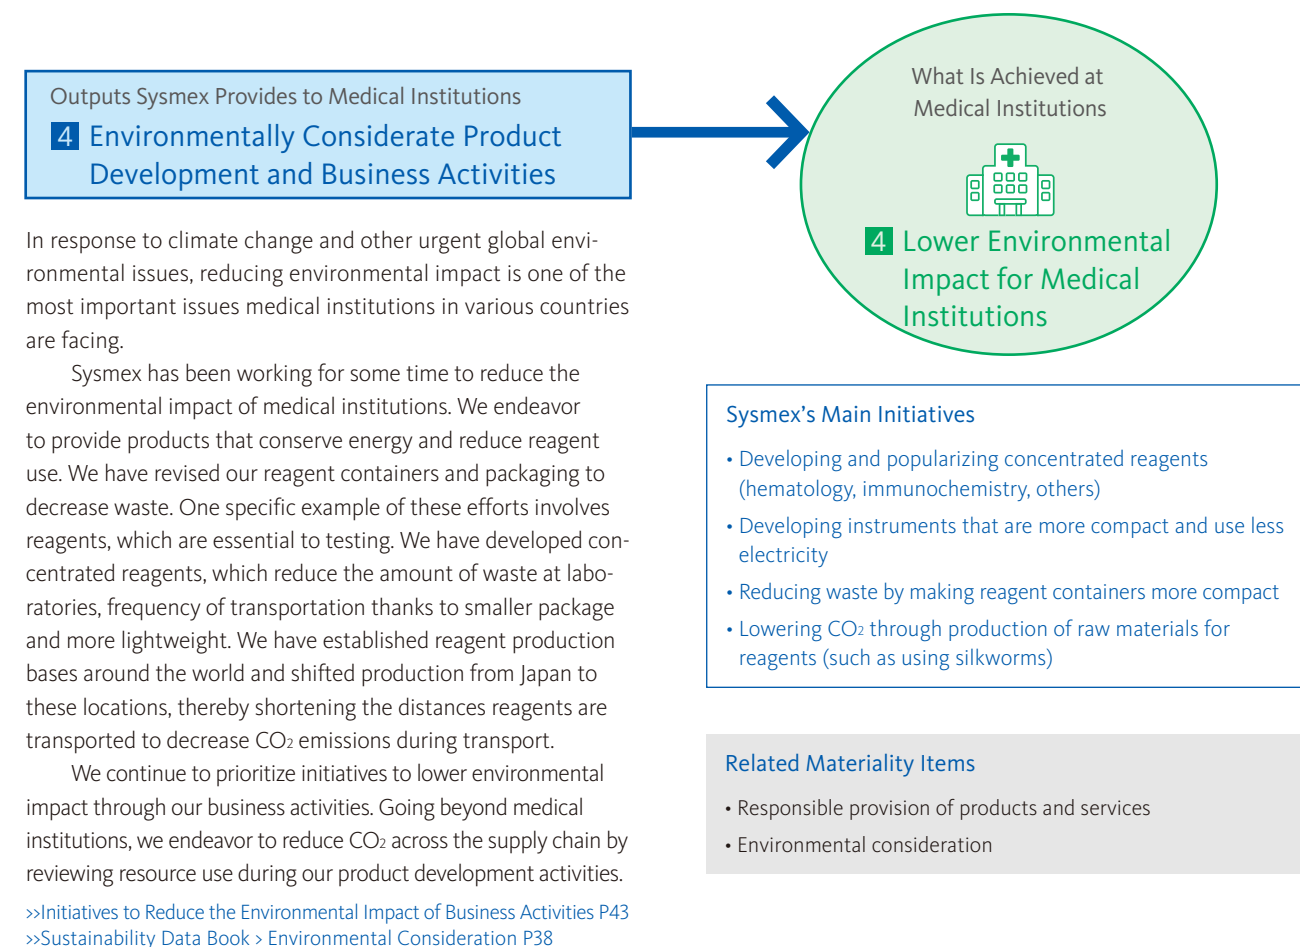 Outputs Sysmex Provides to Medical Institutions
4 Environmentally Considerate Product
Development and Business Activities
In response to climate change and other urgent global envi-
ronmental issues, reducing environmental impact is one of the
most important issues medical institutions in various countries
are facing.
Sysmex has been working for some time to reduce the
environmental impact of medical institutions. We endeavor
to provide products that conserve energy and reduce reagent
use. We have revised our reagent containers and packaging to
decrease waste. One specific example of these efforts involves
reagents, which are essential to testing. We have developed con-
centrated reagents, which reduce the amount of waste at labo-
ratories, frequency of transportation thanks to smaller package
and more lightweight. We have established reagent production
bases around the world and shifted production from Japan to
these locations, thereby shortening the distances reagents are
transported to decrease CO2 emissions during transport.
We continue to prioritize initiatives to lower environmental
impact through our business activities. Going beyond medical
institutions, we endeavor to reduce CO2 across the supply chain by
reviewing resource use during our product development activities.
>>Initiatives to Reduce the Environmental Impact of Business Activities P43
>>Sustainability Data Book > Environmental Consideration P38
What Is Achieved at
Medical Institutions
4 Lower Environmental
Impact for Medical
Institutions
Sysmex's Main Initiatives
• Developing and popularizing concentrated reagents
(hematology, immunochemistry, others)
• Developing instruments that are more compact and use less
electricity
• Reducing waste by making reagent containers more compact
• Lowering CO2 through production of raw materials for
reagents (such as using silkworms)
Related Materiality Items
• Responsible provision of products and services
• Environmental consideration